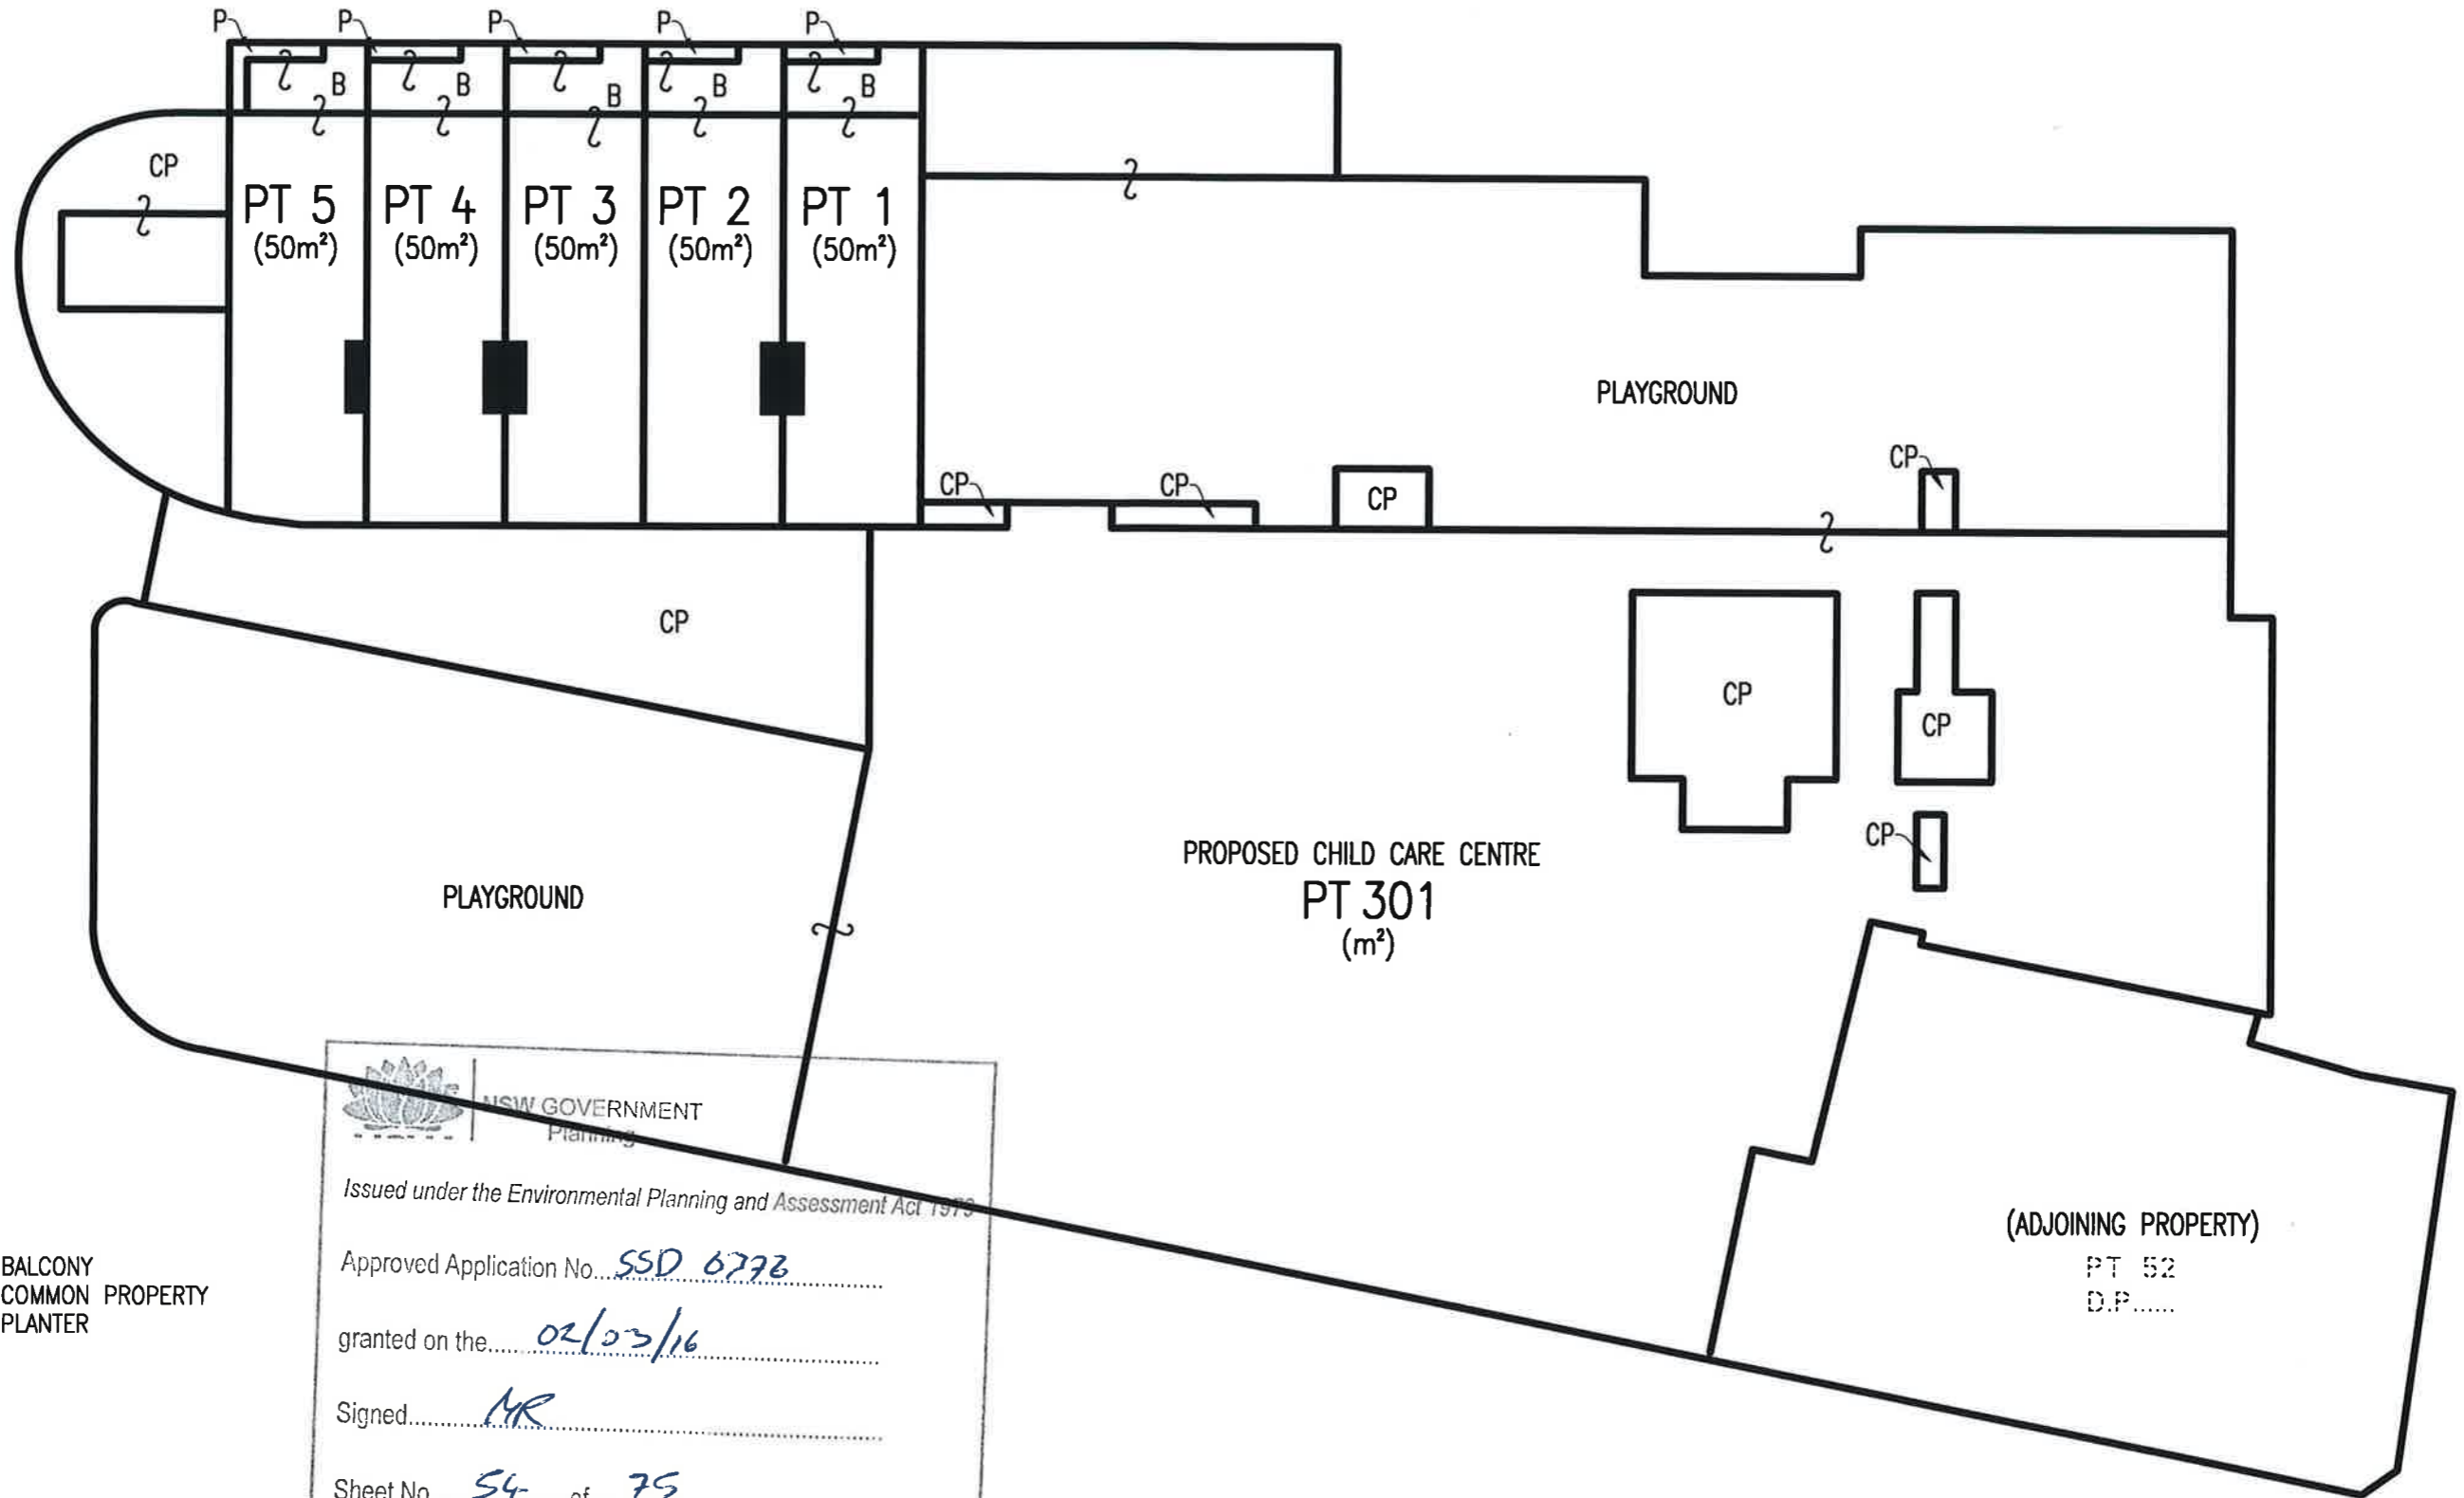 P P P P P
B B B B B
CP
PT 5 PT 4 PT 3 PT 2 PT 1
(50m²) (50m²) (50m²) (50m²) (50m²)
PLAYGROUND
CP CP CP CP
CP
CP
CP
CP
PROPOSED CHILD CARE CENTRE
PT 301
(m²)
PLAYGROUND
NSW GOVERNMENT
Planning
Issued under the Environmental Planning and Assessment Act 1979
Approved Application No.... SSD
granted on the..... 02/03/16
Signed..... MR
Sheet No. 54 of 75
BALCONY
COMMON PROPERTY
PLANTER
(ADJOINING PROPERTY)
PT 52
D.P......